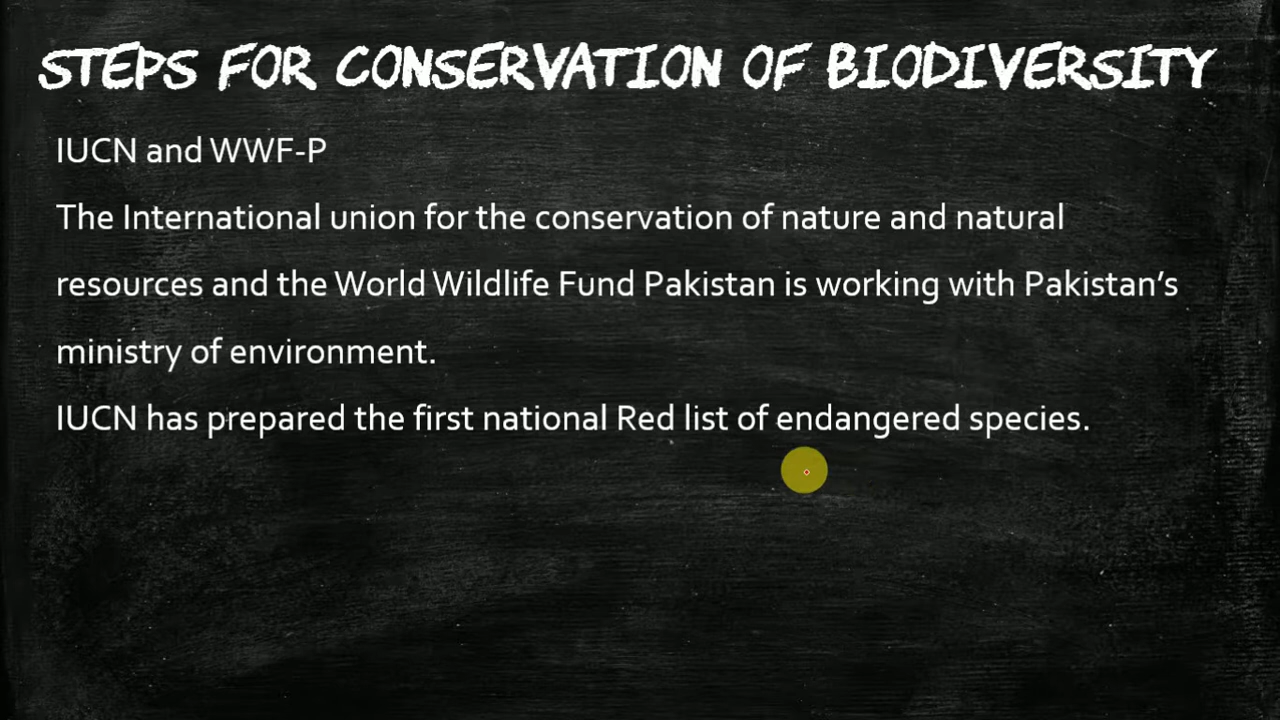 STEPS FOR CONSERVATION OF BIODIVERSITY
IUCN and WWF-P
The International union for the conservation of nature and natural
resources and the World Wildlife Fund Pakistan is working with Pakistan’s
ministry of environment.
IUCN has prepared the first national Red list of endangered species.